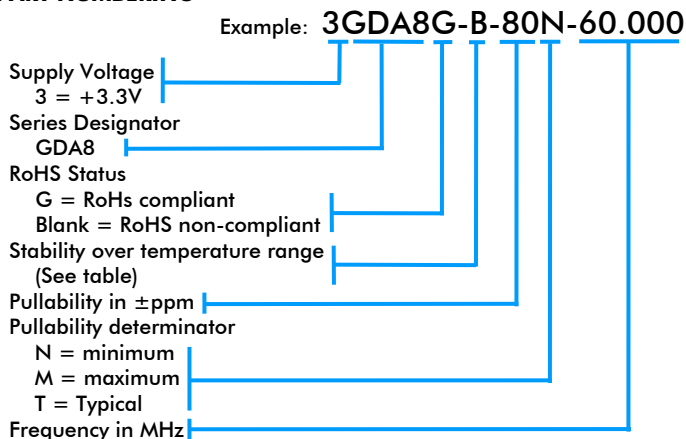 Example: 3GDA8G-B-80N-60.000
Supply Voltage
3 = +3.3V
Series Designator
GDA8
RoHS Status
G = RoHs compliant
Blank = RoHS non-compliant
Stability over temperature range
(See table)
Pullability in ±ppm
Pullability determinator
N = minimum
M = maximum
T = Typical
Frequency in MHz